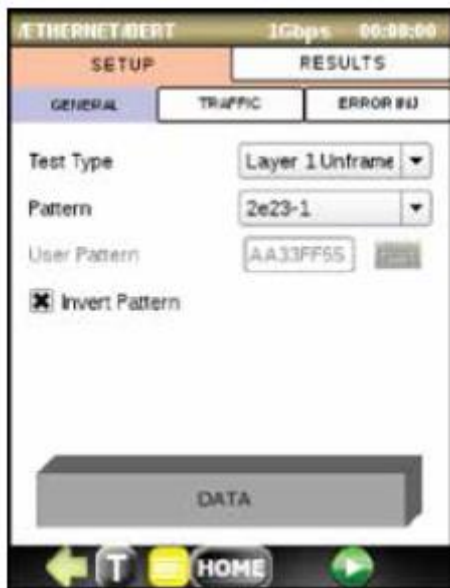 /ETHERNET/BERT 1Gbps 00:00:00
SETUP RESULTS
GENERAL TRAFFIC ERROR INJ
Test Type Layer 1 Unframe
Pattern 2e23-1
User Pattern AA33FF55
Invert Pattern
DATA
T HOME